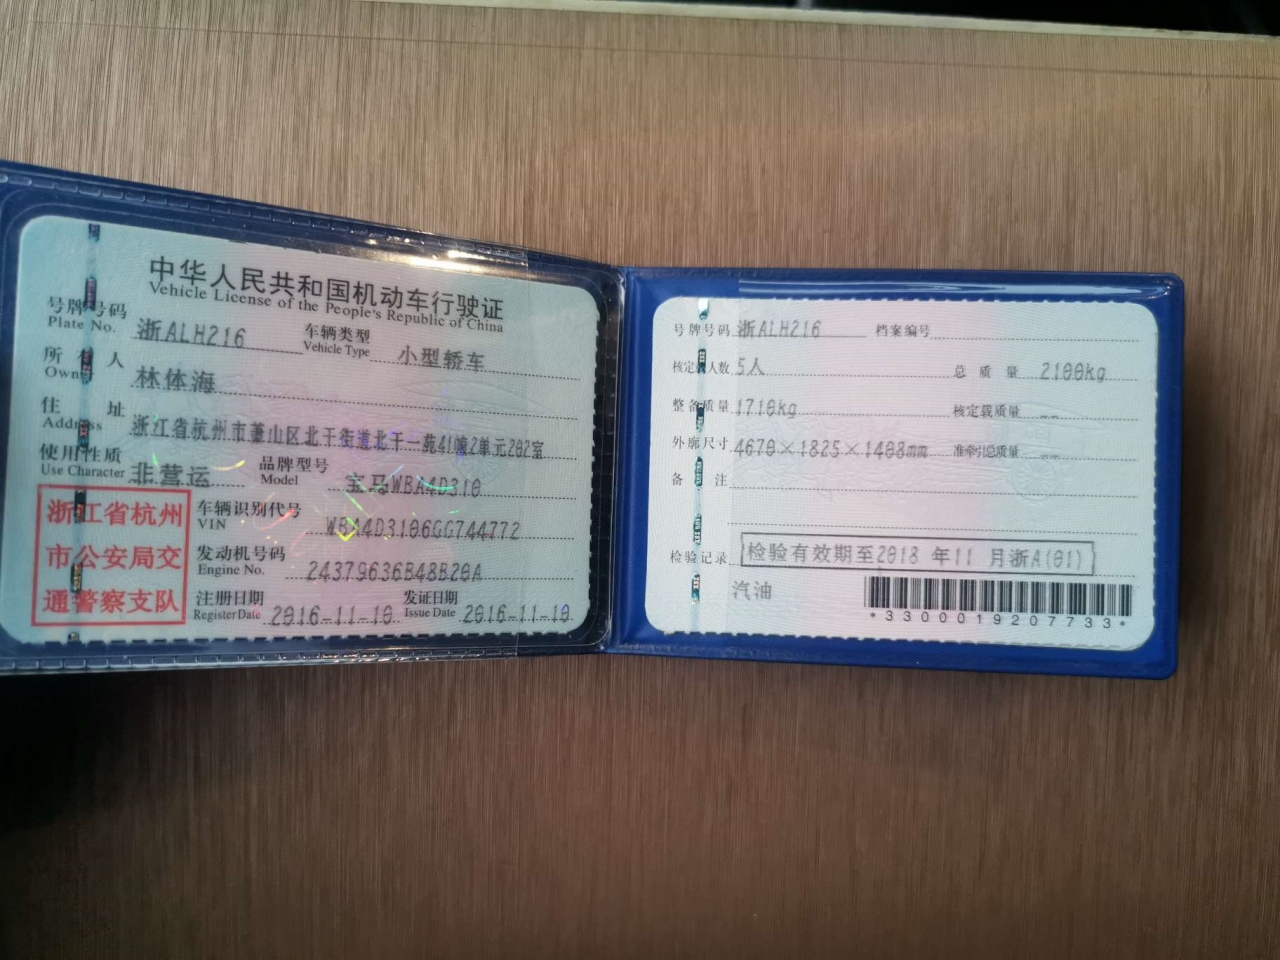 中华人民共和国机动车行驶证
Vehicle License of the People's Republic of China
号牌号码 浙ALH216 车辆类型 小型轿车
Plate No. Vehicle Type
所有人 林体海
Owner
住址 浙江省杭州市萧山区北干街道北干一苑41幢2单元202室
Address
使用性质 非营运 品牌型号 宝马WBA4D310
Use Character Model
浙江省杭州
市公安局交
通警察支队
车辆识别代号 WBA4D3106GG744772
VIN
发动机号码 24379636B48B20A
Engine No.
注册日期 2016-11-10 发证日期 2016-11-10
Register Date Issue Date
号牌号码 浙ALH216 档案编号
核定载人数 5人 总质量 2100kg
整备质量 1710kg 核定载质量 --
外廓尺寸 4670×1825×1408mm 准牵引总质量 --
备注
检验记录 检验有效期至2018 年11 月浙A(01)
汽油
*3300019207733*